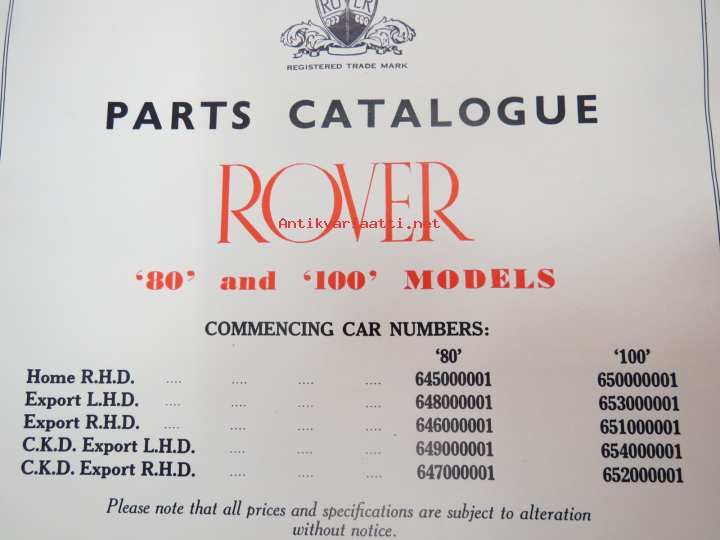 ROVER
REGISTERED TRADE MARK
PARTS CATALOGUE
ROVER
Antikvariaatti.net
'80' and '100' MODELS
COMMENCING CAR NUMBERS:
'80' '100'
Home R.H.D. .... .... .... .... 645000001 650000001
Export L.H.D. .... .... .... .... 648000001 653000001
Export R.H.D. .... .... .... .... 646000001 651000001
C.K.D. Export L.H.D. .... .... .... 649000001 654000001
C.K.D. Export R.H.D. .... .... .... 647000001 652000001
Please note that all prices and specifications are subject to alteration
without notice.